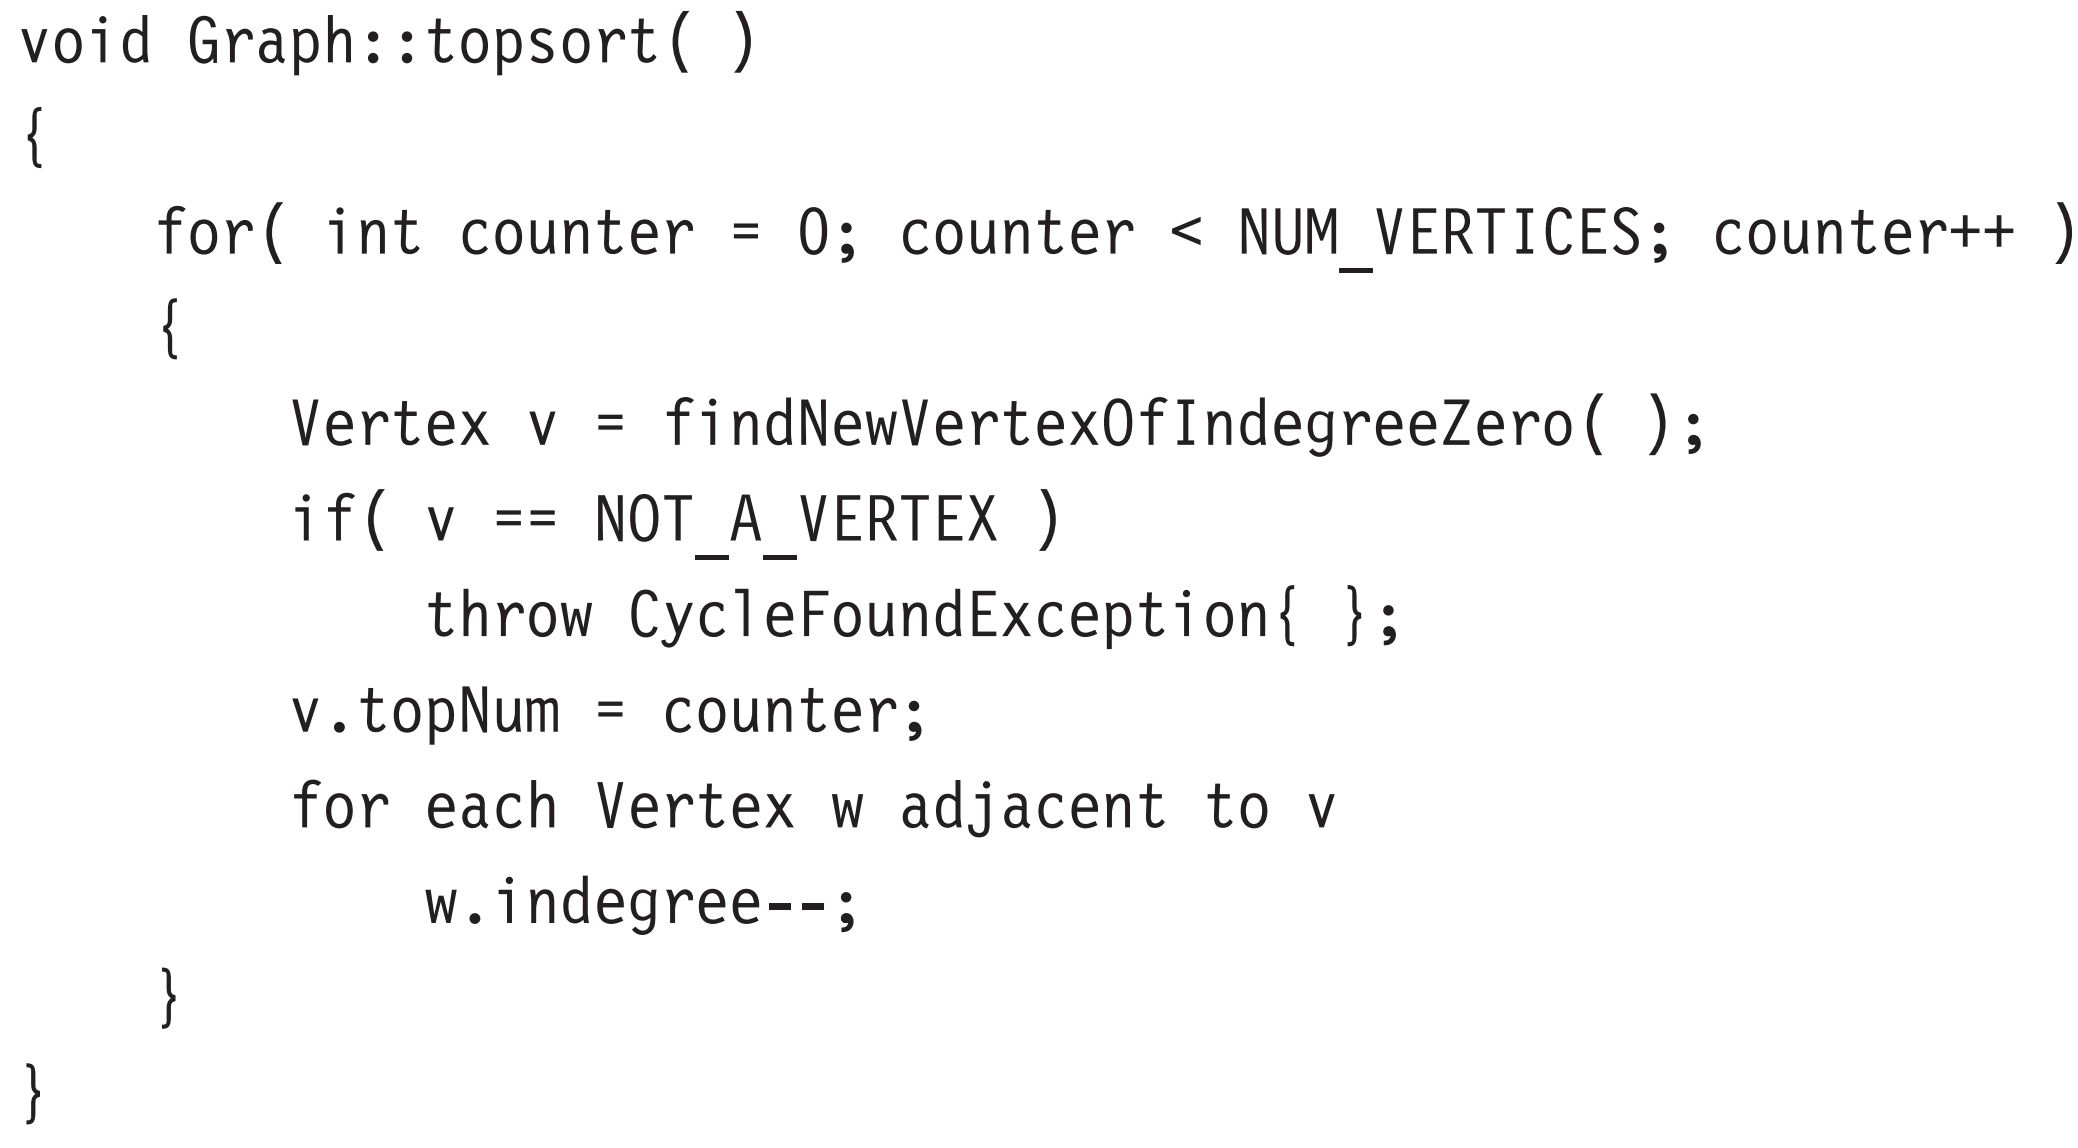 void Graph::topsort( )
{
    for( int counter = 0; counter < NUM_VERTICES; counter++ )
    {
        Vertex v = findNewVertexOfIndegreeZero( );
        if( v == NOT_A_VERTEX )
            throw CycleFoundException{ };
        v.topNum = counter;
        for each Vertex w adjacent to v
            w.indegree--;
    }
}